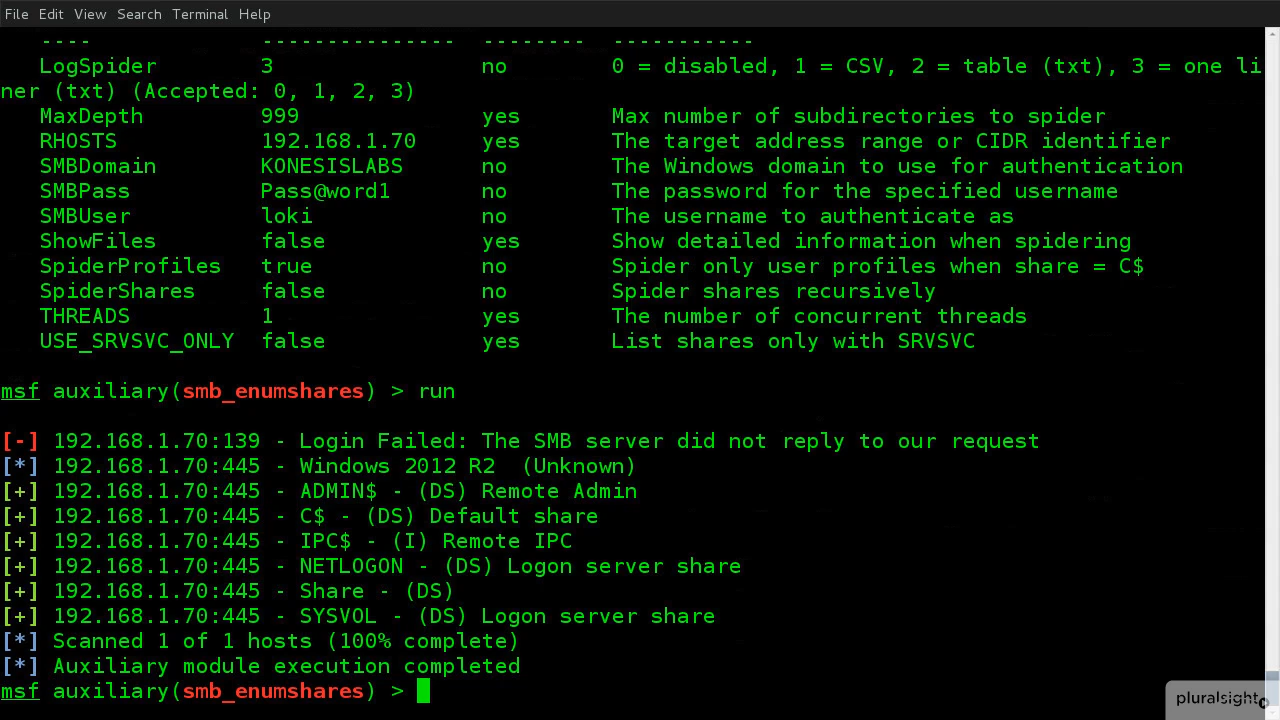 File Edit View Search Terminal Help
---- --------------- -------- -----------
LogSpider 3 no 0 = disabled, 1 = CSV, 2 = table (txt), 3 = one li
ner (txt) (Accepted: 0, 1, 2, 3)
MaxDepth 999 yes Max number of subdirectories to spider
RHOSTS 192.168.1.70 yes The target address range or CIDR identifier
SMBDomain KONESISLABS no The Windows domain to use for authentication
SMBPass Pass@word1 no The password for the specified username
SMBUser loki no The username to authenticate as
ShowFiles false yes Show detailed information when spidering
SpiderProfiles true no Spider only user profiles when share = C$
SpiderShares false no Spider shares recursively
THREADS 1 yes The number of concurrent threads
USE_SRVSVC_ONLY false yes List shares only with SRVSVC
msf auxiliary(smb_enumshares) > run
[-] 192.168.1.70:139 - Login Failed: The SMB server did not reply to our request
[*] 192.168.1.70:445 - Windows 2012 R2 (Unknown)
[+] 192.168.1.70:445 - ADMIN$ - (DS) Remote Admin
[+] 192.168.1.70:445 - C$ - (DS) Default share
[+] 192.168.1.70:445 - IPC$ - (I) Remote IPC
[+] 192.168.1.70:445 - NETLOGON - (DS) Logon server share
[+] 192.168.1.70:445 - Share - (DS)
[+] 192.168.1.70:445 - SYSVOL - (DS) Logon server share
[*] Scanned 1 of 1 hosts (100% complete)
[*] Auxiliary module execution completed
msf auxiliary(smb_enumshares) >
pluralsight